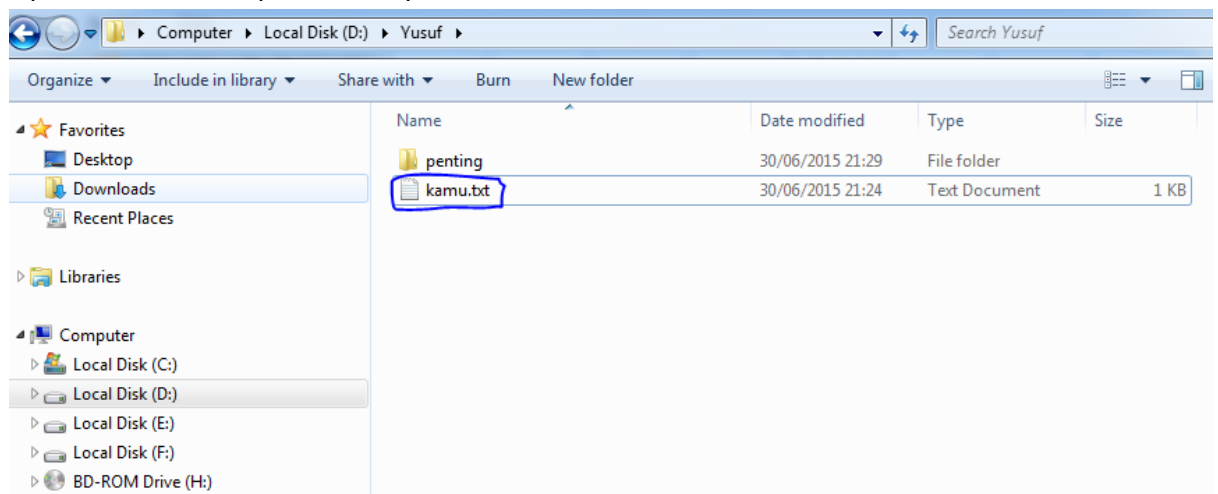 Computer Local Disk (D:) Yusuf Search Yusuf
Organize Include in library Share with Burn New folder
Favorites
Desktop
Downloads
Recent Places
Libraries
Computer
Local Disk (C:)
Local Disk (D:)
Local Disk (E:)
Local Disk (F:)
BD-ROM Drive (H:)
Name Date modified Type Size
penting 30/06/2015 21:29 File folder
kamu.txt 30/06/2015 21:24 Text Document 1 KB